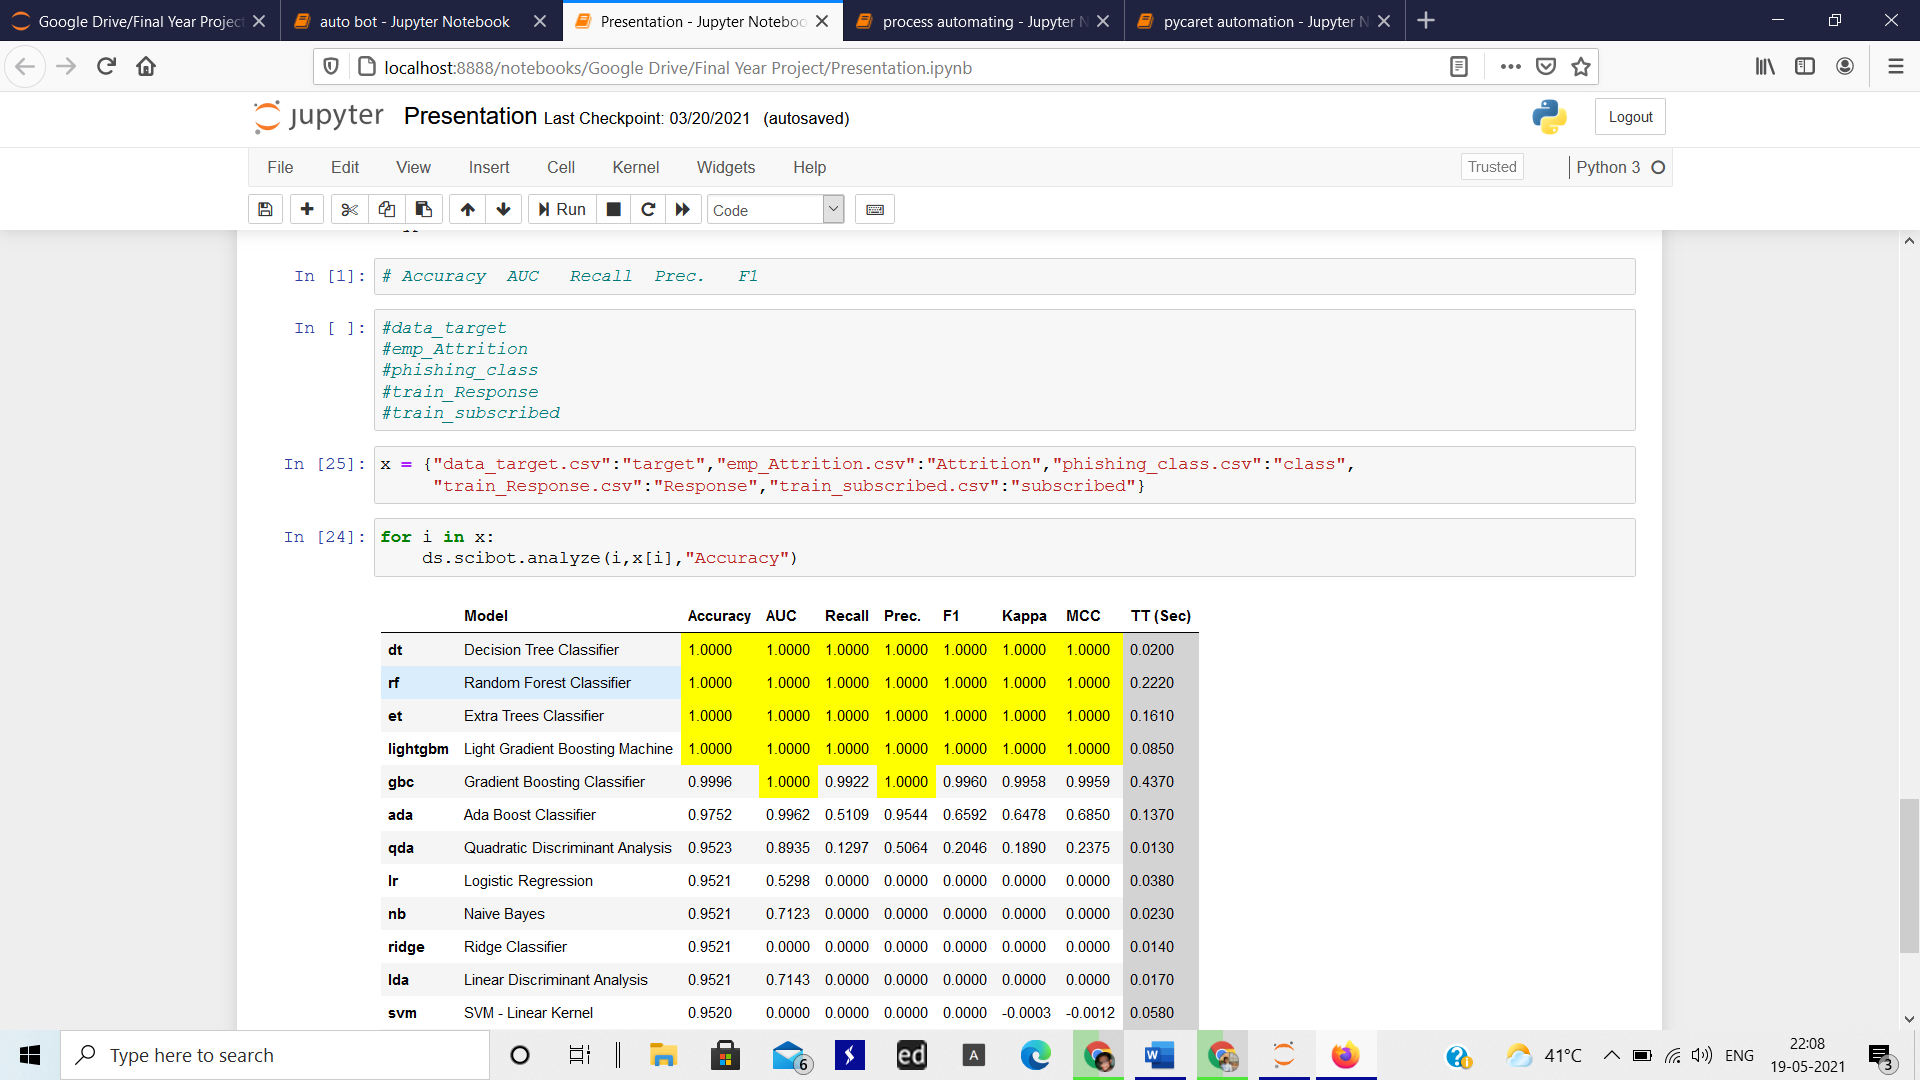 Google Drive/Final Year Project
auto bot - Jupyter Notebook
Presentation - Jupyter Noteboo
process automating - Jupyter N
pycaret automation - Jupyter N
localhost:8888/notebooks/Google Drive/Final Year Project/Presentation.ipynb
jupyter Presentation Last Checkpoint: 03/20/2021 (autosaved)
Logout
File Edit View Insert Cell Kernel Widgets Help
Trusted Python 3
Run Code
In [1]: # Accuracy AUC Recall Prec. F1
In [ ]: #data_target
#emp_Attrition
#phishing_class
#train_Response
#train_subscribed
In [25]: x = {"data_target.csv":"target","emp_Attrition.csv":"Attrition","phishing_class.csv":"class",
"train_Response.csv":"Response","train_subscribed.csv":"subscribed"}
In [24]: for i in x:
ds.scibot.analyze(i,x[i],"Accuracy")
Model Accuracy AUC Recall Prec. F1 Kappa MCC TT (Sec)
dt Decision Tree Classifier 1.0000 1.0000 1.0000 1.0000 1.0000 1.0000 1.0000 0.0200
rf Random Forest Classifier 1.0000 1.0000 1.0000 1.0000 1.0000 1.0000 1.0000 0.2220
et Extra Trees Classifier 1.0000 1.0000 1.0000 1.0000 1.0000 1.0000 1.0000 0.1610
lightgbm Light Gradient Boosting Machine 1.0000 1.0000 1.0000 1.0000 1.0000 1.0000 1.0000 0.0850
gbc Gradient Boosting Classifier 0.9996 1.0000 0.9922 1.0000 0.9960 0.9958 0.9959 0.4370
ada Ada Boost Classifier 0.9752 0.9962 0.5109 0.9544 0.6592 0.6478 0.6850 0.1370
qda Quadratic Discriminant Analysis 0.9523 0.8935 0.1297 0.5064 0.2046 0.1890 0.2375 0.0130
lr Logistic Regression 0.9521 0.5298 0.0000 0.0000 0.0000 0.0000 0.0000 0.0380
nb Naive Bayes 0.9521 0.7123 0.0000 0.0000 0.0000 0.0000 0.0000 0.0230
ridge Ridge Classifier 0.9521 0.0000 0.0000 0.0000 0.0000 0.0000 0.0000 0.0140
lda Linear Discriminant Analysis 0.9521 0.7143 0.0000 0.0000 0.0000 0.0000 0.0000 0.0170
svm SVM - Linear Kernel 0.9520 0.0000 0.0000 0.0000 0.0000 -0.0003 -0.0012 0.0580
Type here to search
6
ed
A
W
41°C
ENG
22:08
19-05-2021
3